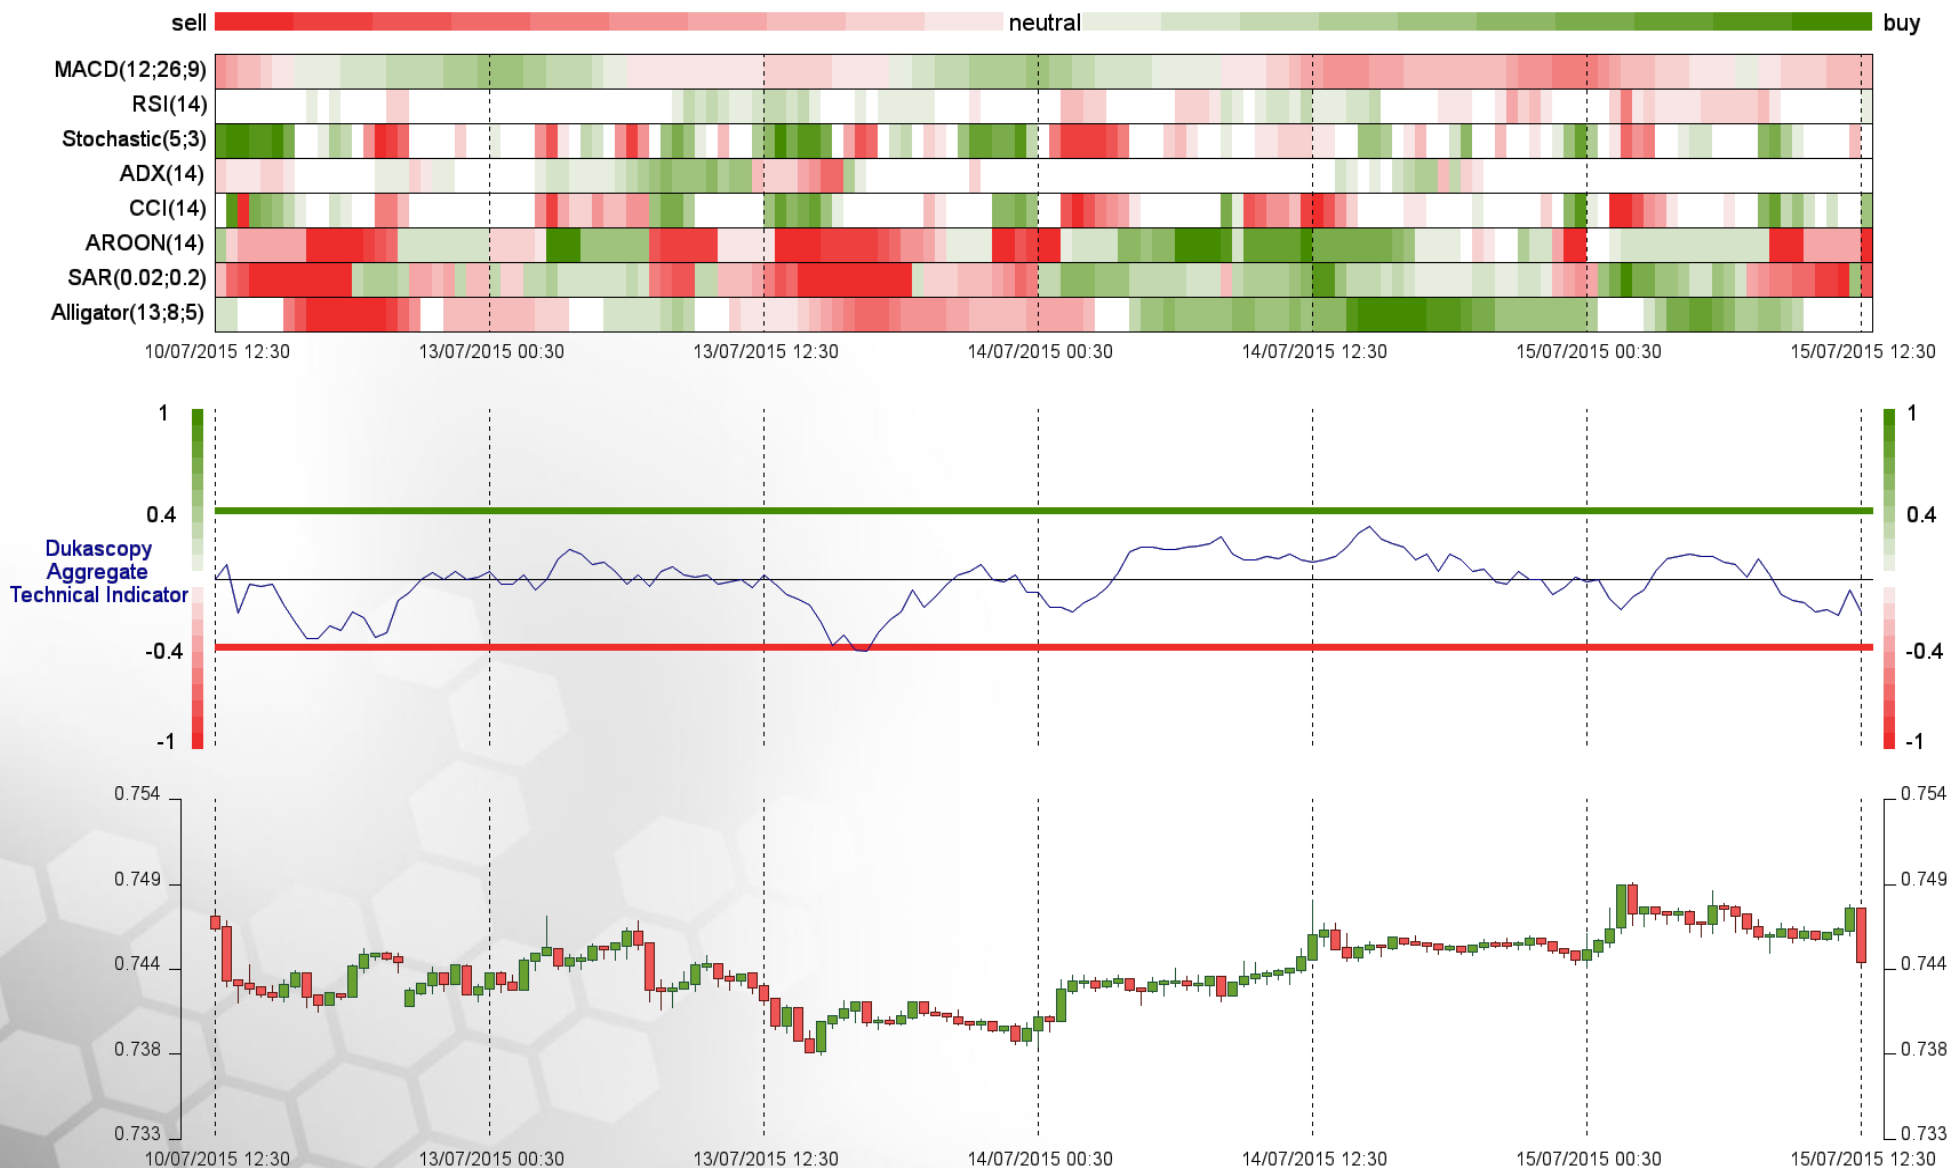 sell neutral buy
MACD(12;26;9)
RSI(14)
Stochastic(5;3)
ADX(14)
CCI(14)
AROON(14)
SAR(0.02;0.2)
Alligator(13;8;5)
10/07/2015 12:30 13/07/2015 00:30 13/07/2015 12:30 14/07/2015 00:30 14/07/2015 12:30 15/07/2015 00:30 15/07/2015 12:30
1 1
0.4 0.4
Dukascopy
Aggregate
Technical Indicator
-0.4 -0.4
-1 -1
0.754 0.754
0.749 0.749
0.744 0.744
0.738 0.738
0.733 0.733
10/07/2015 12:30 13/07/2015 00:30 13/07/2015 12:30 14/07/2015 00:30 14/07/2015 12:30 15/07/2015 00:30 15/07/2015 12:30